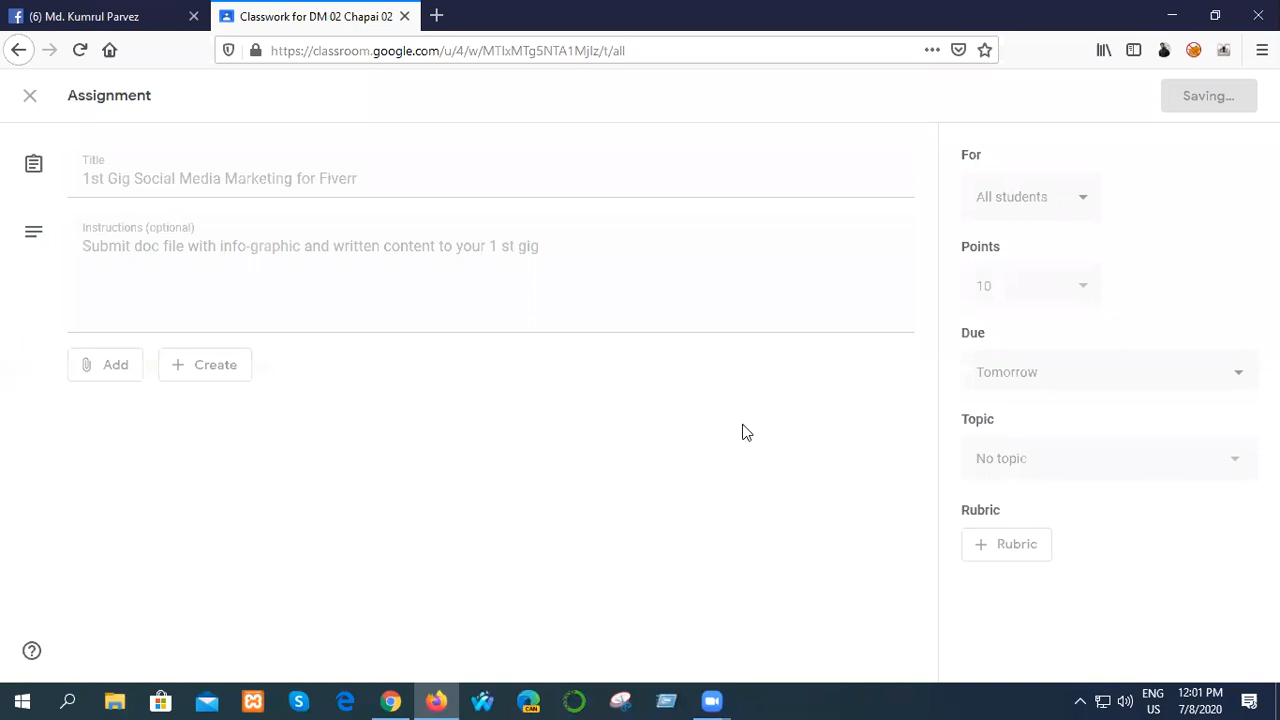 (6) Md. Kumrul Parvez
Classwork for DM 02 Chapai 02
https://classroom.google.com/u/4/w/MTIxMTg5NTA1MjIz/t/all
Assignment
Saving...
Title
1st Gig Social Media Marketing for Fiverr
Instructions (optional)
Submit doc file with info-graphic and written content to your 1 st gig
Add
Create
For
All students
Points
10
Due
Tomorrow
Topic
No topic
Rubric
Rubric
CAN
ENG
US
12:01 PM
7/8/2020